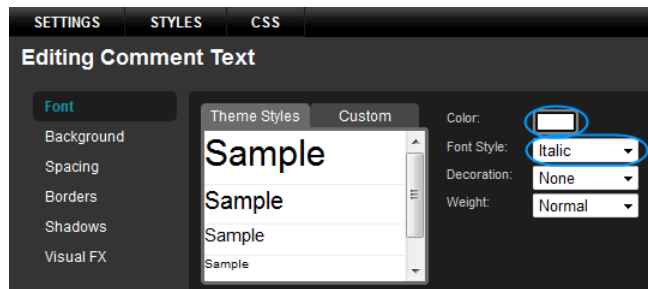 SETTINGS STYLES CSS
Editing Comment Text
Font
Background
Spacing
Borders
Shadows
Visual FX
Theme Styles Custom
Sample
Sample
Sample
Sample
Color:
Font Style: Italic
Decoration: None
Weight: Normal